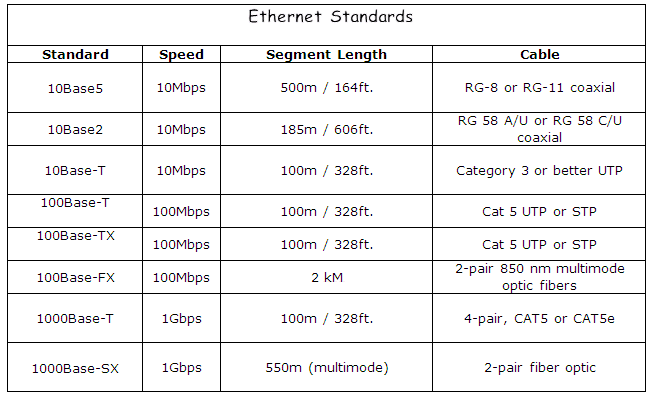 Ethernet Standards
Standard Speed Segment Length Cable
10Base5 10Mbps 500m / 164ft. RG-8 or RG-11 coaxial
10Base2 10Mbps 185m / 606ft. RG 58 A/U or RG 58 C/U
coaxial
10Base-T 10Mbps 100m / 328ft. Category 3 or better UTP
100Base-T 100Mbps 100m / 328ft. Cat 5 UTP or STP
100Base-TX 100Mbps 100m / 328ft. Cat 5 UTP or STP
100Base-FX 100Mbps 2 kM 2-pair 850 nm multimode
optic fibers
1000Base-T 1Gbps 100m / 328ft. 4-pair, CAT5 or CAT5e
1000Base-SX 1Gbps 550m (multimode) 2-pair fiber optic